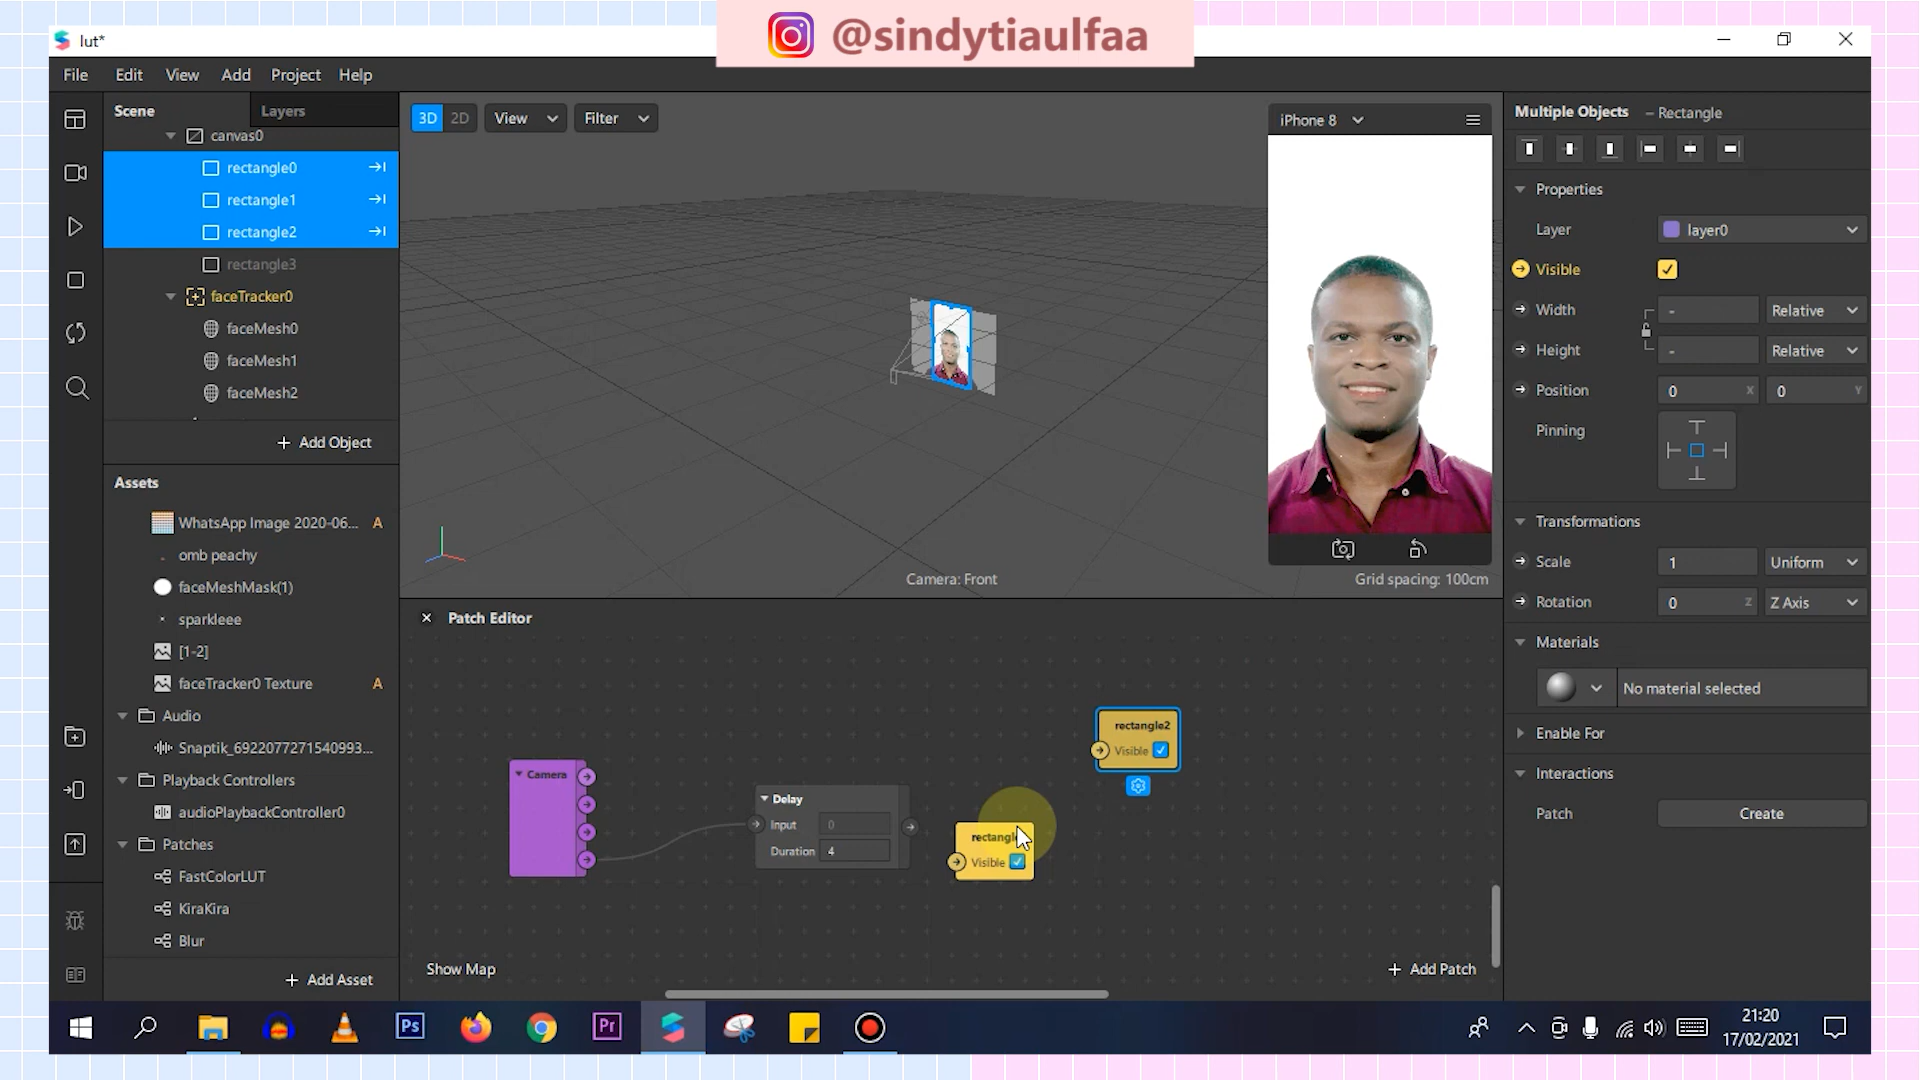 @sindytiaulfaa
lut*
File Edit View Add Project Help
Scene Layers
canvas0
rectangle0
rectangle1
rectangle2
rectangle3
faceTracker0
faceMesh0
faceMesh1
faceMesh2
+ Add Object
Assets
WhatsApp Image 2020-06... A
omb peachy
faceMeshMask(1)
sparkleee
[1-2]
faceTracker0 Texture A
Audio
Snaptik_6922077271540993...
Playback Controllers
audioPlaybackController0
Patches
FastColorLUT
KiraKira
Blur
+ Add Asset
3D 2D View Filter
iPhone 8
Camera: Front
Grid spacing: 100cm
Patch Editor
Camera
Delay
Input 0
Duration 4
rectangle2
Visible
rectangl
Visible
Show Map
+ Add Patch
Multiple Objects – Rectangle
Properties
Layer layer0
Visible
Width - Relative
Height - Relative
Position 0 X 0 Y
Pinning
Transformations
Scale 1 Uniform
Rotation 0 Z Z Axis
Materials
No material selected
Enable For
Interactions
Patch Create
Ps
Pr
21:20
17/02/2021